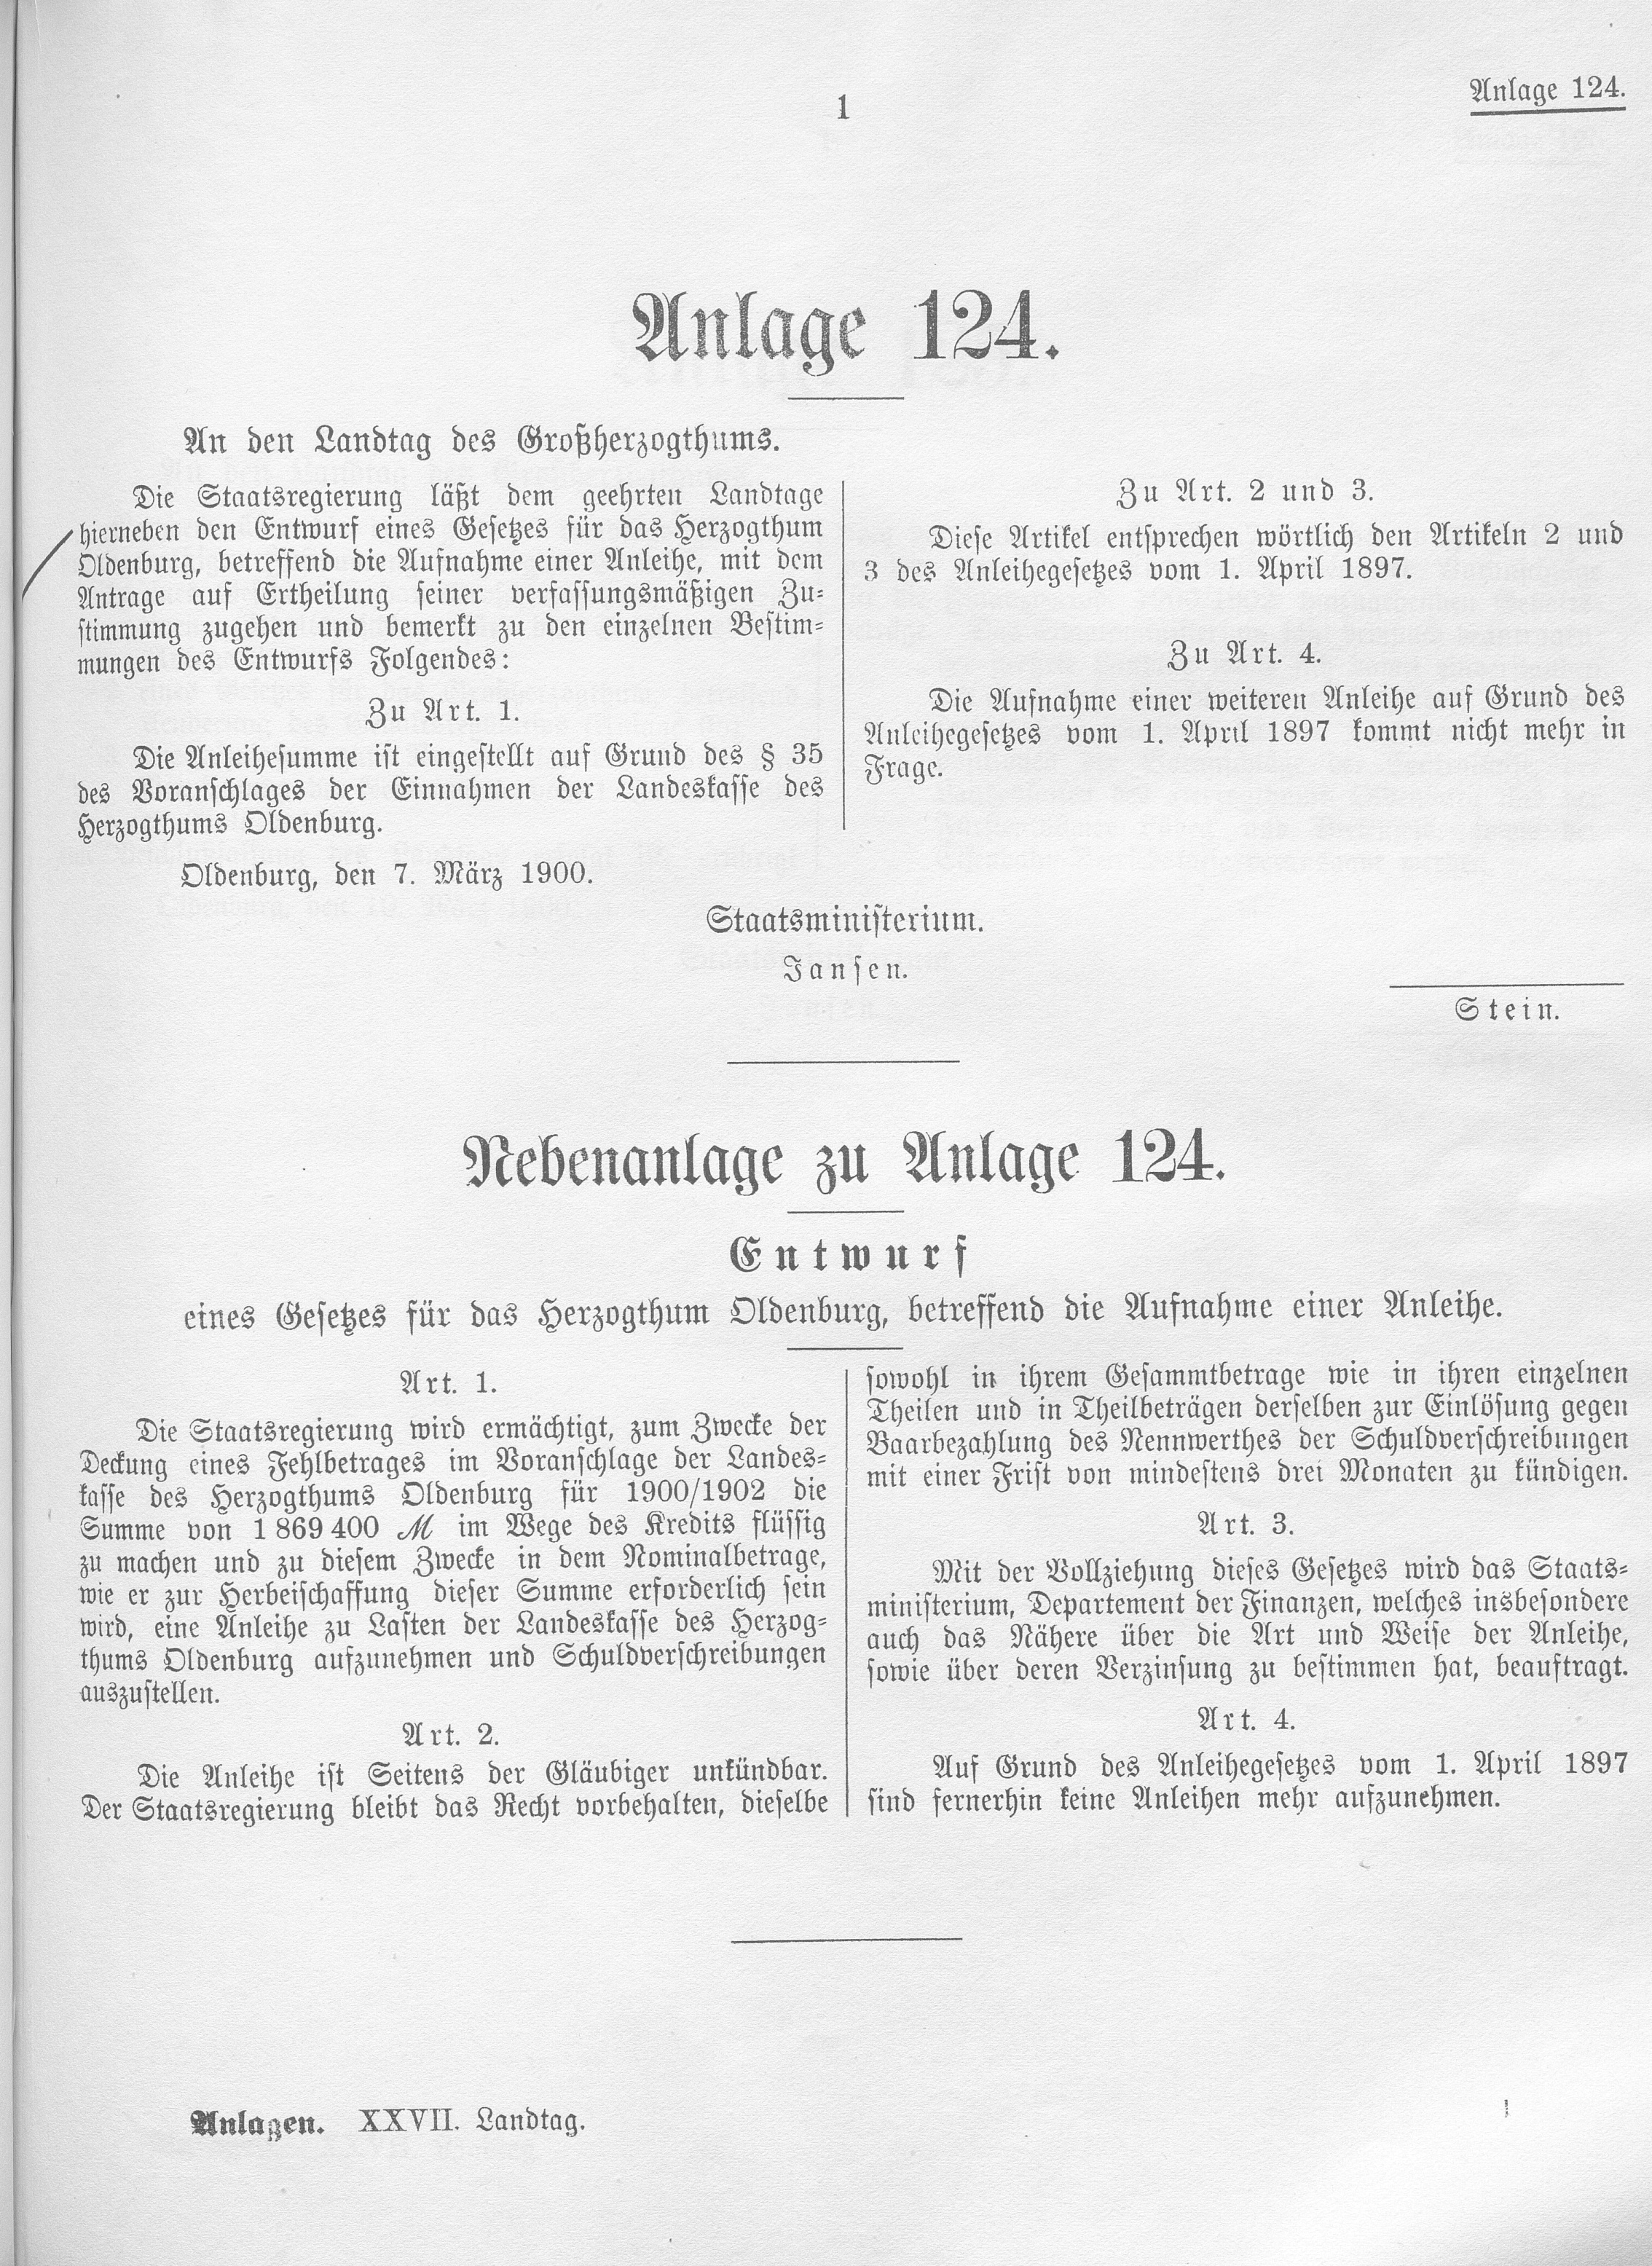 1
Anlage 124.
Anlage 124.
An den Landtag des Großherzogthums.
Die Staatsregierung läßt dem geehrten Landtage
hierneben den Entwurf eines Gesetzes für das Herzogthum
Oldenburg, betreffend die Aufnahme einer Anleihe, mit dem
Antrage auf Ertheilung seiner verfassungsmäßigen Zu-
stimmung zugehen und bemerkt zu den einzelnen Bestim-
mungen des Entwurfs Folgendes:
Zu Art. 1.
Die Anleihesumme ist eingestellt auf Grund des § 35
des Voranschlages der Einnahmen der Landeskasse des
Herzogthums Oldenburg.
Zu Art. 2 und 3.
Diese Artikel entsprechen wörtlich den Artikeln 2 und
3 des Anleihegesetzes vom 1. April 1897.
Zu Art. 4.
Die Aufnahme einer weiteren Anleihe auf Grund des
Anleihegesetzes vom 1. April 1897 kommt nicht mehr in
Frage.
Oldenburg, den 7. März 1900.
Staatsministerium.
Jansen.
Stein.
Nebenanlage zu Anlage 124.
Entwurf
eines Gesetzes für das Herzogthum Oldenburg, betreffend die Aufnahme einer Anleihe.
Art. 1.
Die Staatsregierung wird ermächtigt, zum Zwecke der
Deckung eines Fehlbetrages im Voranschlage der Landes-
kasse des Herzogthums Oldenburg für 1900/1902 die
Summe von 1 869 400 ℳ im Wege des Kredits flüssig
zu machen und zu diesem Zwecke in dem Nominalbetrage,
wie er zur Herbeischaffung dieser Summe erforderlich sein
wird, eine Anleihe zu Lasten der Landeskasse des Herzog-
thums Oldenburg aufzunehmen und Schuldverschreibungen
auszustellen.
Art. 2.
Die Anleihe ist Seitens der Gläubiger unkündbar.
Der Staatsregierung bleibt das Recht vorbehalten, dieselbe
sowohl in ihrem Gesammtbetrage wie in ihren einzelnen
Theilen und in Theilbeträgen derselben zur Einlösung gegen
Baarbezahlung des Nennwerthes der Schuldverschreibungen
mit einer Frist von mindestens drei Monaten zu kündigen.
Art. 3.
Mit der Vollziehung dieses Gesetzes wird das Staats-
ministerium, Departement der Finanzen, welches insbesondere
auch das Nähere über die Art und Weise der Anleihe,
sowie über deren Verzinsung zu bestimmen hat, beauftragt.
Art. 4.
Auf Grund des Anleihegesetzes vom 1. April 1897
sind fernerhin keine Anleihen mehr aufzunehmen.
Anlagen. XXVII. Landtag.